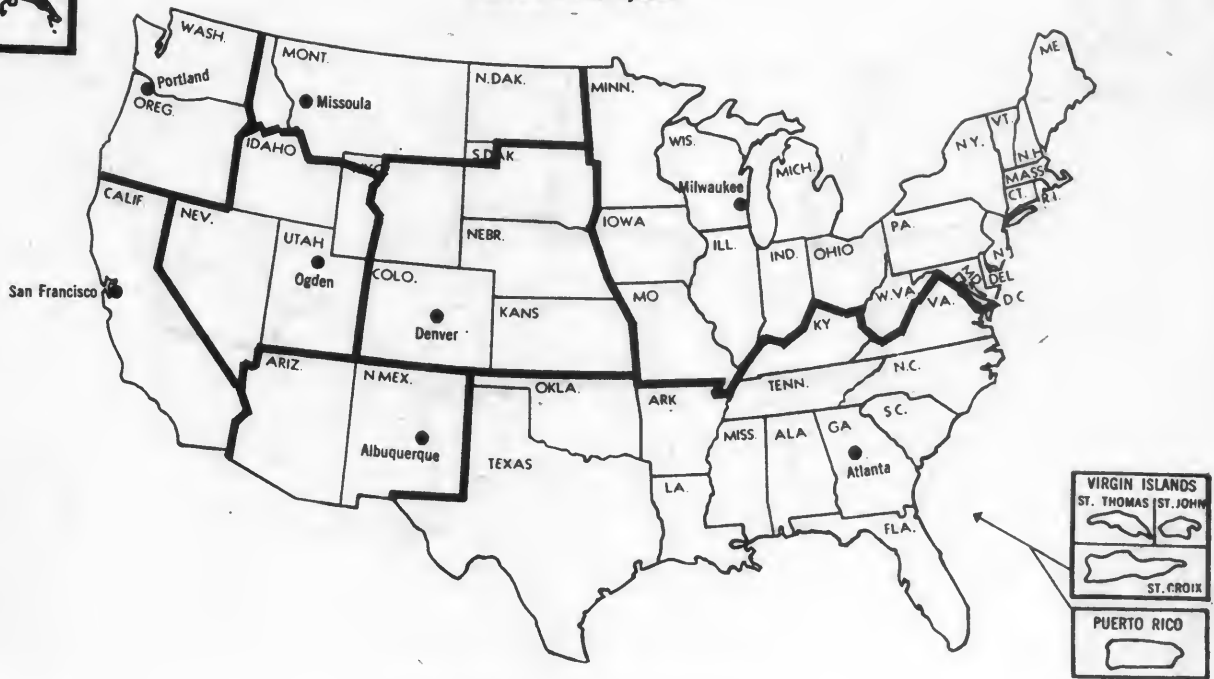 WASH.
MONT.
N.DAK.
MINN.
ME
Portland
OREG.
Missoula
VT.
N.Y.
N.H
IDAHO
S.DAK.
WIS.
MICH.
MASS
CT.
R.I.
Milwaukee
CALIF.
NEV.
IOWA
PA.
UTAH
NEBR.
ILL.
IND.
OHIO
N J
Ogden
COLO.
MD
DEL
San Francisco
MO
W.VA
VA.
D C
KANS
KY
Denver
ARIZ.
N MEX.
OKLA.
TENN.
N.C.
ARK
S C.
MISS.
ALA
GA
Albuquerque
TEXAS
Atlanta
LA.
VIRGIN ISLANDS
ST. THOMAS
ST. JOHN
FLA.
ST. CROIX
PUERTO RICO